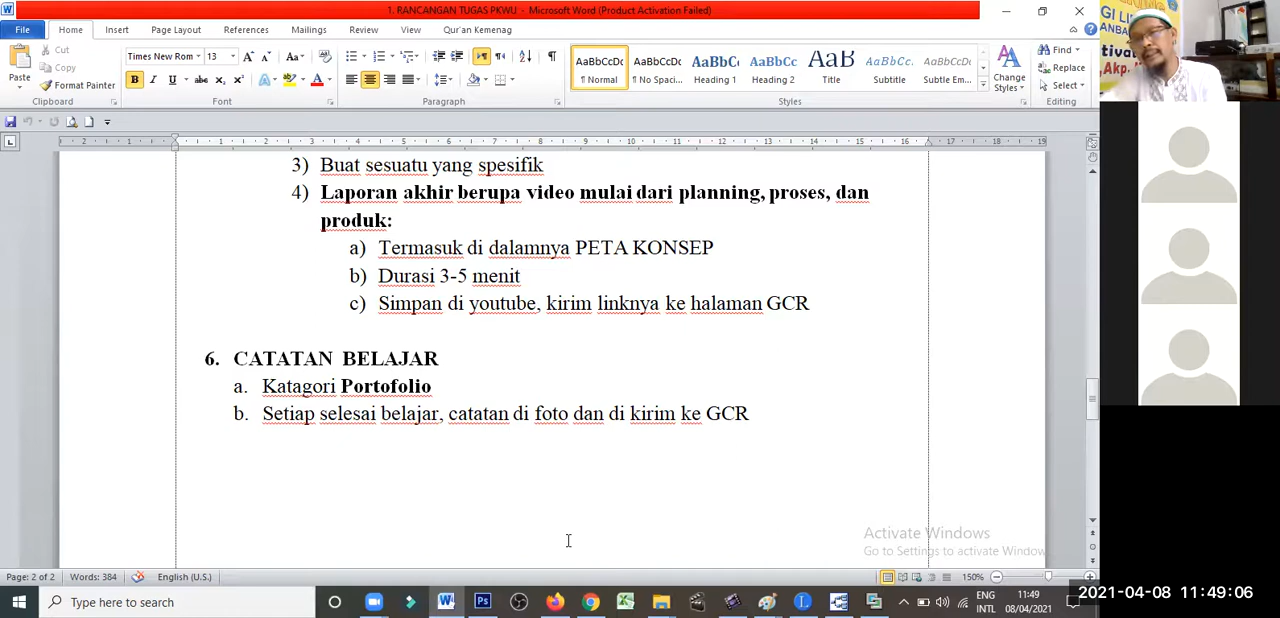 1. RANCANGAN TUGAS PKWU - Microsoft Word (Product Activation Failed)
File Home Insert Page Layout References Mailings Review View Qur'an Kemenag
Paste
Cut
Copy
Format Painter
Clipboard
Times New Rom 13
Font
Paragraph
AaBbCcDc AaBbCcDc AaBbC AaBbCc AaB AaBbCc. AaBbCcDc
¶ Normal ¶ No Spaci... Heading 1 Heading 2 Title Subtitle Subtle Em...
Styles
Change Styles
Find
Replace
Select
Editing
3) Buat sesuatu yang spesifik
4) Laporan akhir berupa video mulai dari planning, proses, dan
produk:
a) Termasuk di dalamnya PETA KONSEP
b) Durasi 3-5 menit
c) Simpan di youtube, kirim linknya ke halaman GCR
6. CATATAN BELAJAR
a. Katagori Portofolio
b. Setiap selesai belajar, catatan di foto dan di kirim ke GCR
Activate Windows
Go to Settings to activate Windows.
Page: 2 of 2 Words: 384 English (U.S.) 150%
Type here to search
ENG
INTL
11:49
08/04/2021
2021-04-08 11:49:06